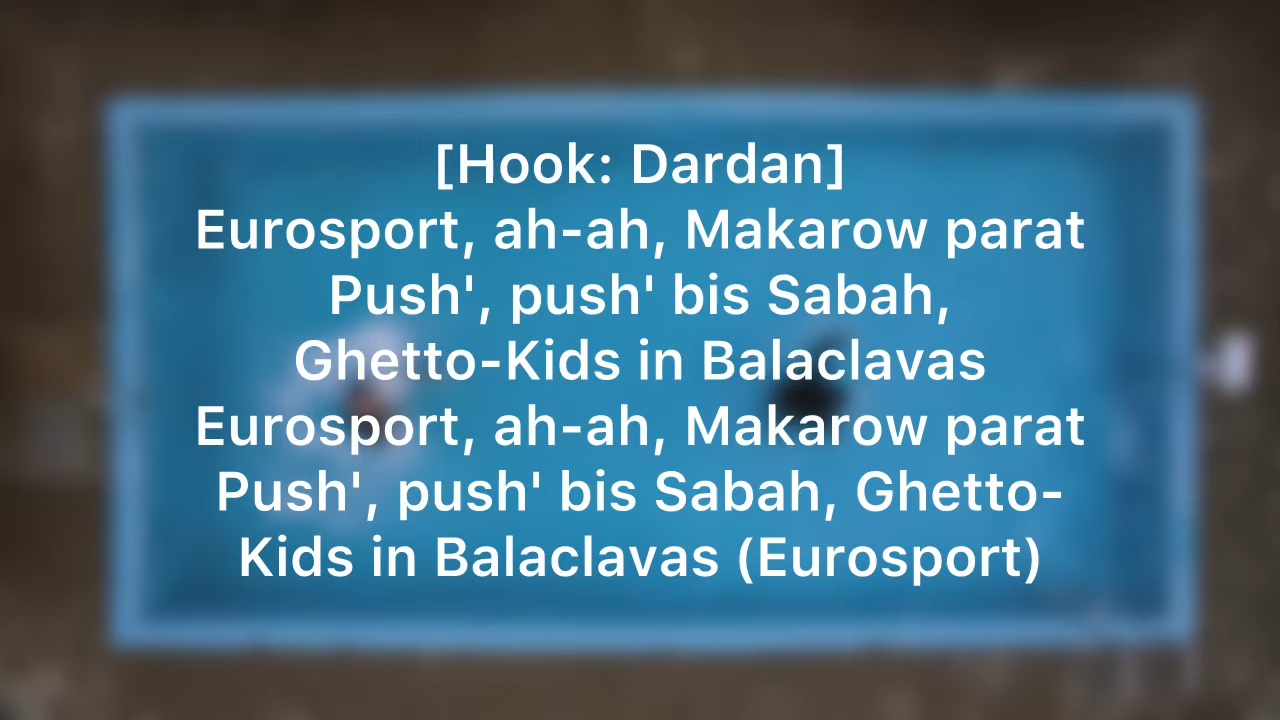 [Hook: Dardan]
Eurosport, ah-ah, Makarow parat
Push', push' bis Sabah,
Ghetto-Kids in Balaclavas
Eurosport, ah-ah, Makarow parat
Push', push' bis Sabah, Ghetto-
Kids in Balaclavas (Eurosport)